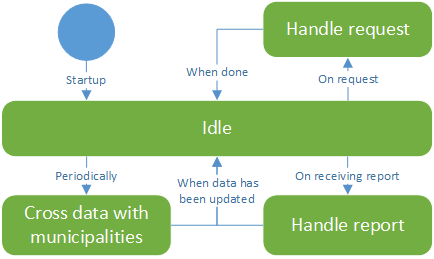 Handle request
Startup
When done
On request
Idle
Periodically
When data has
been updated
On receiving report
Cross data with
municipalities
Handle report